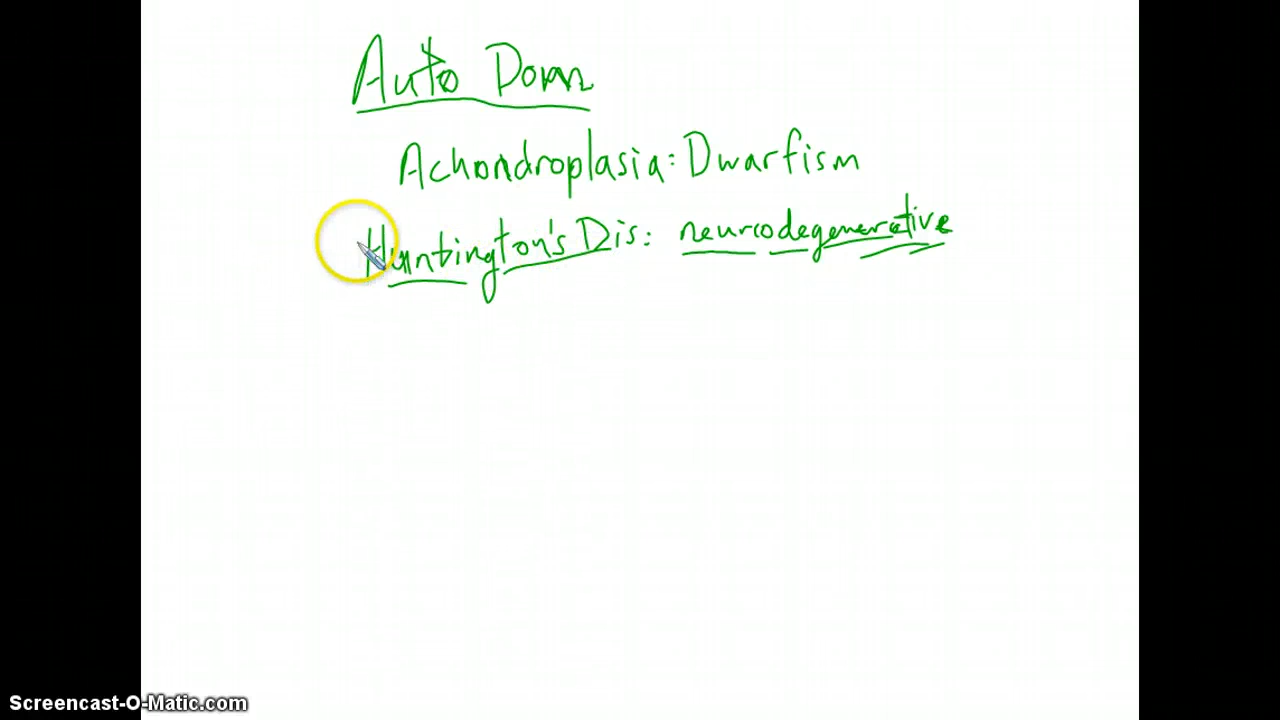 Auto Dom
Achondroplasia: Dwarfism
Huntington's Dis: neurodegenerative
Screencast-O-Matic.com